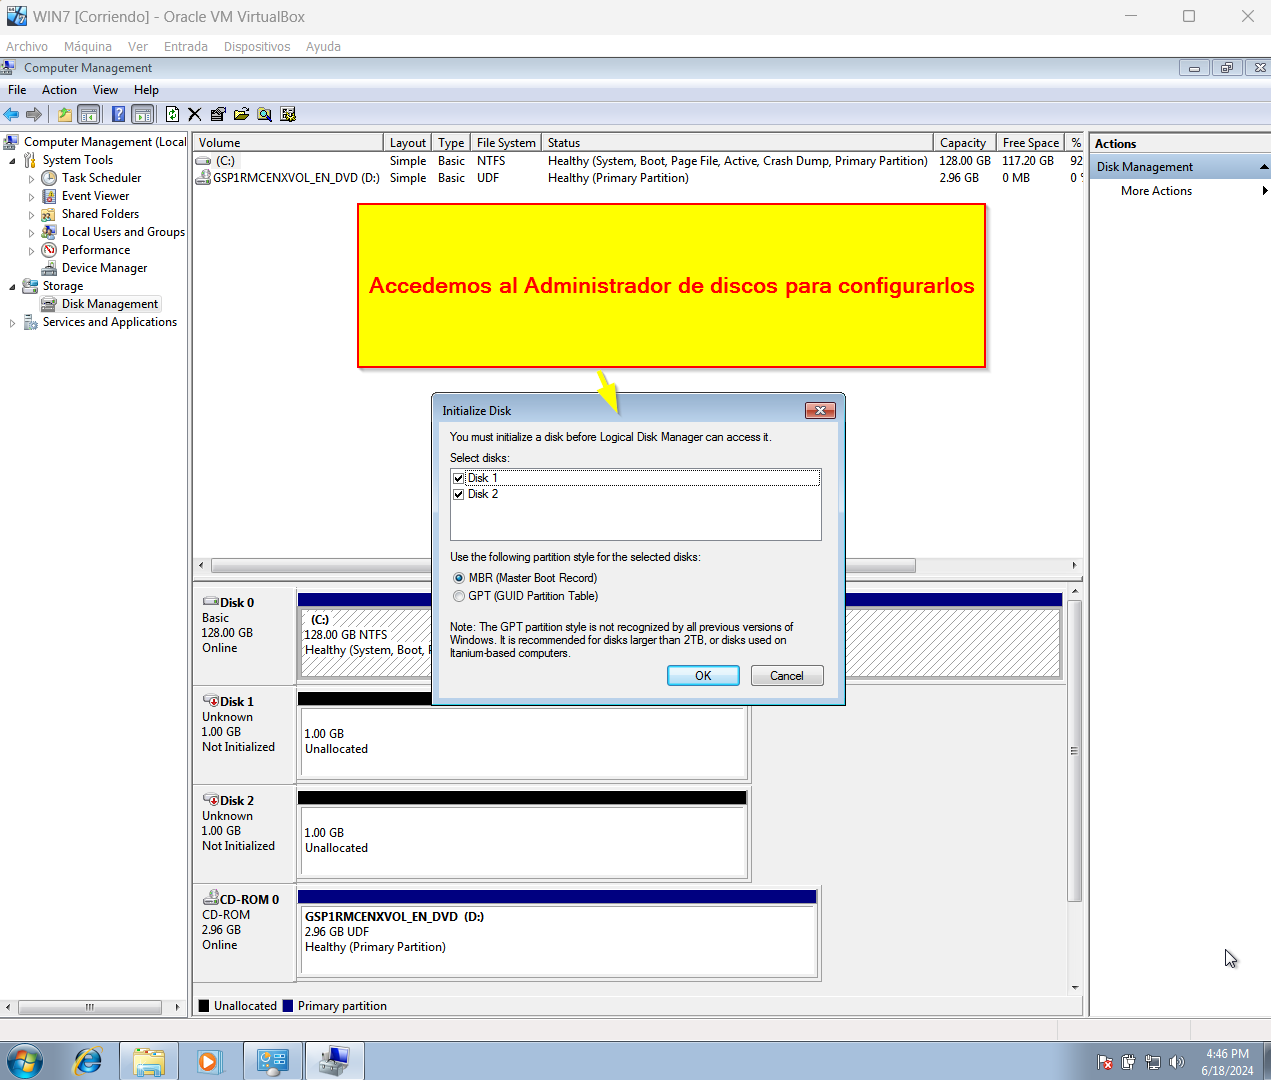 WIN7 [Corriendo] - Oracle VM VirtualBox
Archivo Máquina Ver Entrada Dispositivos Ayuda
Computer Management
File Action View Help
Computer Management (Local
System Tools
Task Scheduler
Event Viewer
Shared Folders
Local Users and Groups
Performance
Device Manager
Storage
Disk Management
Services and Applications
Volume Layout Type File System Status Capacity Free Space %
(C:) Simple Basic NTFS Healthy (System, Boot, Page File, Active, Crash Dump, Primary Partition) 128.00 GB 117.20 GB 92
GSP1RMCENXVOL_EN_DVD (D:) Simple Basic UDF Healthy (Primary Partition) 2.96 GB 0 MB 0 %
Actions
Disk Management
More Actions
Accedemos al Administrador de discos para configurarlos
Initialize Disk
You must initialize a disk before Logical Disk Manager can access it.
Select disks:
Disk 1
Disk 2
Use the following partition style for the selected disks:
MBR (Master Boot Record)
GPT (GUID Partition Table)
Note: The GPT partition style is not recognized by all previous versions of
Windows. It is recommended for disks larger than 2TB, or disks used on
Itanium-based computers.
OK Cancel
Disk 0
Basic
128.00 GB
Online
(C:)
128.00 GB NTFS
Healthy (System, Boot, P
Disk 1
Unknown
1.00 GB
Not Initialized
1.00 GB
Unallocated
Disk 2
Unknown
1.00 GB
Not Initialized
1.00 GB
Unallocated
CD-ROM 0
CD-ROM
2.96 GB
Online
GSP1RMCENXVOL_EN_DVD (D:)
2.96 GB UDF
Healthy (Primary Partition)
Unallocated Primary partition
4:46 PM
6/18/2024